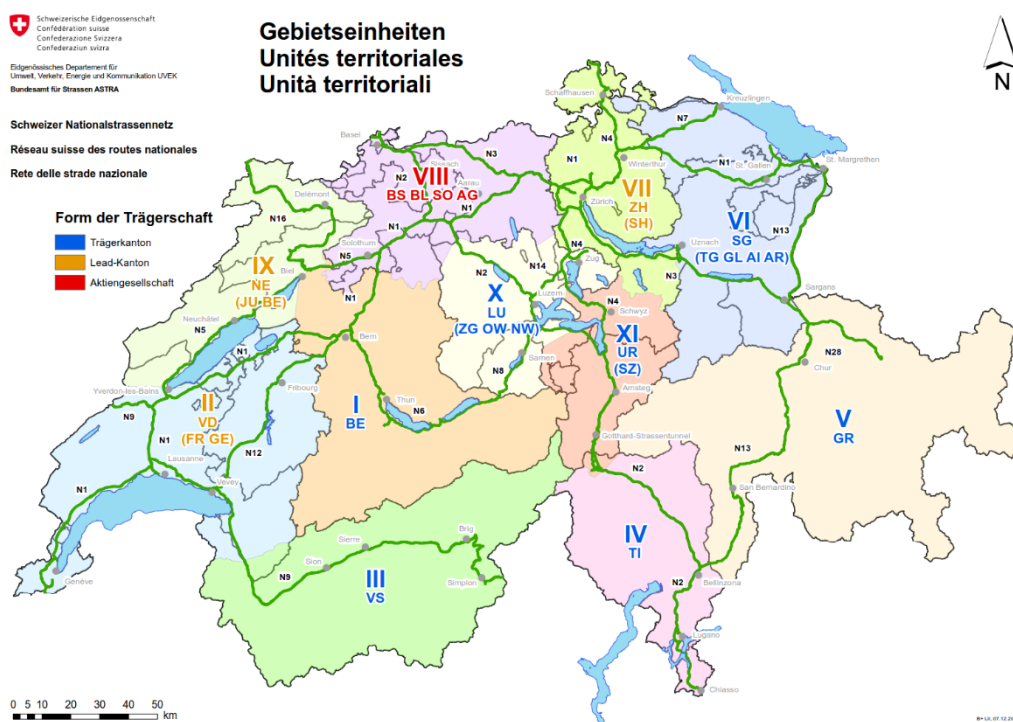 Schweizerische Eidgenossenschaft
Confédération suisse
Confederazione Svizzera
Confederaziun svizra
Eidgenössisches Departement für
Umwelt, Verkehr, Energie und Kommunikation UVEK
Bundesamt für Strassen ASTRA
Schweizer Nationalstrassennetz
Réseau suisse des routes nationales
Rete delle strade nazionale
Gebietseinheiten
Unités territoriales
Unità territoriali
N
Form der Trägerschaft
Trägerkanton
Lead-Kanton
Aktiengesellschaft
Schaffhausen
Kreuzlingen
N7
N4
Basel
N3
N1
Winterthur
N1
St. Gallen
St. Margrethen
Sissach
N2
VIII
BS BL SO AG
Aarau
N1
VII
ZH
(SH)
Zürich
VI
SG
(TG GL AI AR)
N13
Delémont
N16
N1
Solothurn
N5
N4
Uznach
Zug
N14
N3
Sargans
IX
NE
(JU BE)
Biel
N1
N2
X
LU
(ZG OW NW)
Luzern
N4
Schwyz
XI
UR
(SZ)
Neuchâtel
N5
N1
Bern
Sarnen
N8
N28
Chur
Yverdon-les-Bains
Fribourg
Thun
N6
Amsteg
N9
II
VD
(FR GE)
I
BE
V
GR
N1
N12
Gotthard-Strassentunnel
N13
Lausanne
N2
N1
Vevey
San Bernardino
Brig
Sierre
IV
TI
Sion
N9
III
VS
Simplon
Genève
N2
Bellinzona
Lugano
Chiasso
0 5 10 20 30 40 50
km